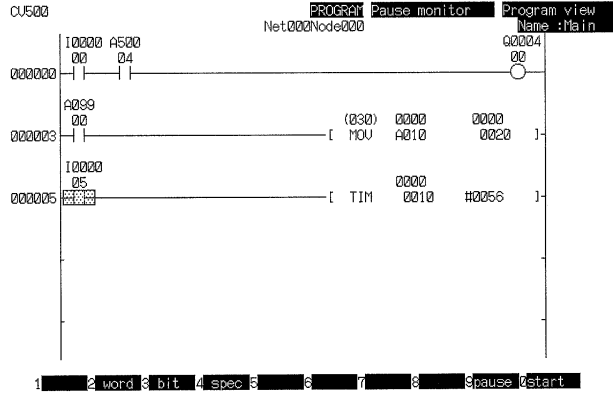 CV500 PROGRAM Pause monitor Program view
Net000Node000 Name :Main
I0000 A500 Q0004
00 04 00
000000
A099
00 (030) 0000 0000
000003 [ MOV A010 0020 ]
I0000
05 0000
000005 [ TIM 0010 #0056 ]
1 2 word 3 bit 4 spec 5 6 7 8 9pause 0start